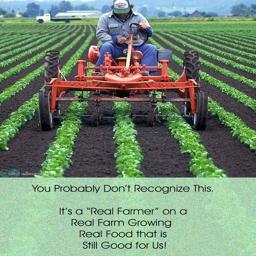 You Probably Don't Recognize This.
It's a "Real Farmer" on a
Real Farm Growing
Real Food that is
Still Good for Us!